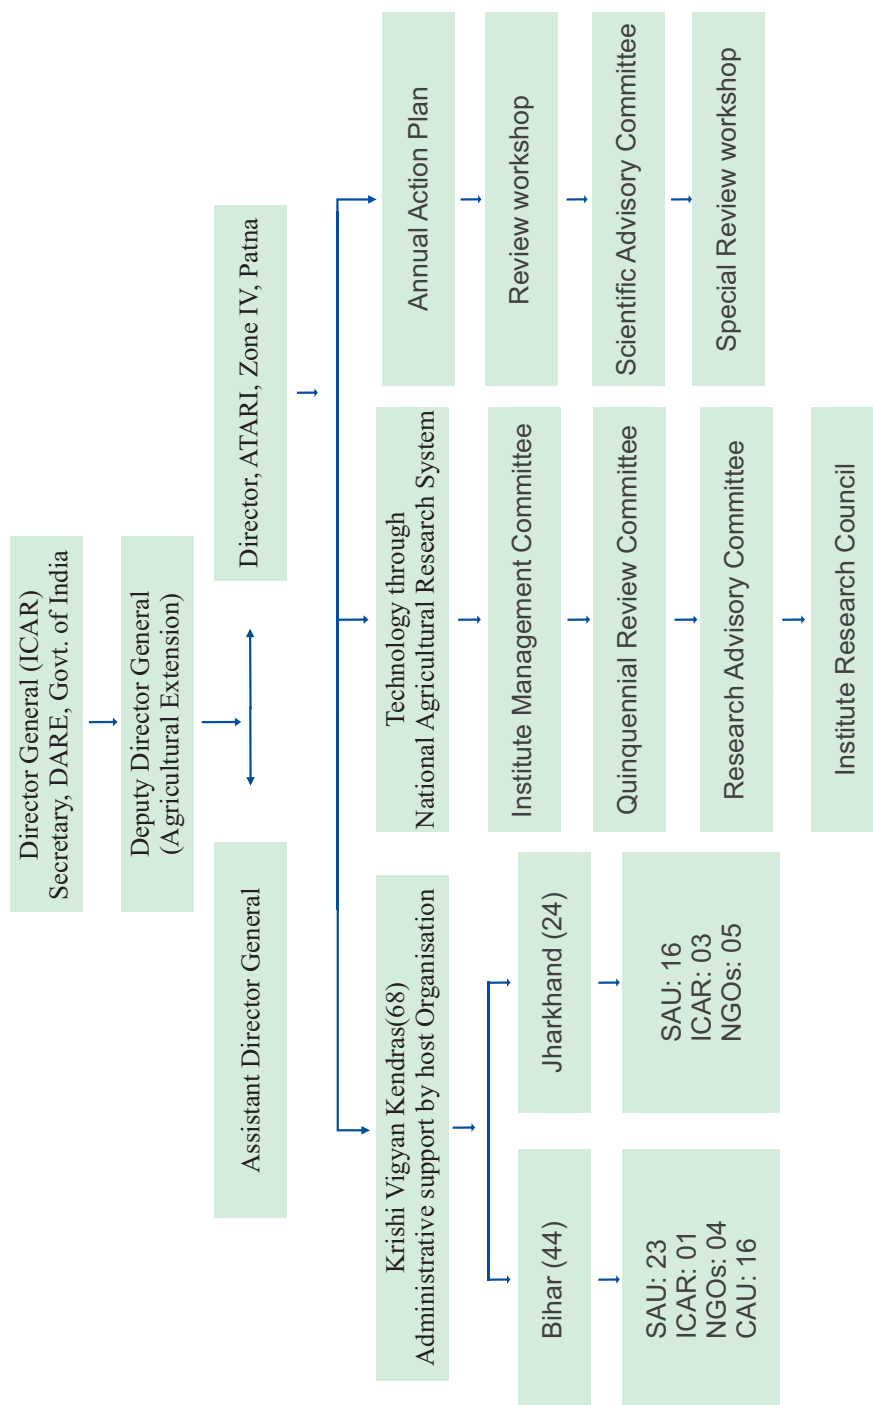 Director General (ICAR)
Secretary, DARE, Govt. of India
Deputy Director General
(Agricultural Extension)
Assistant Director General
Director, ATARI, Zone IV, Patna
Krishi Vigyan Kendras(68)
Administrative support by host Organisation
Bihar (44)
SAU: 23
ICAR: 01
NGOs: 04
CAU: 16
Jharkhand (24)
SAU: 16
ICAR: 03
NGOs: 05
Technology through
National Agricultural Research System
Institute Management Committee
Quinquennial Review Committee
Research Advisory Committee
Institute Research Council
Annual Action Plan
Review workshop
Scientific Advisory Committee
Special Review workshop